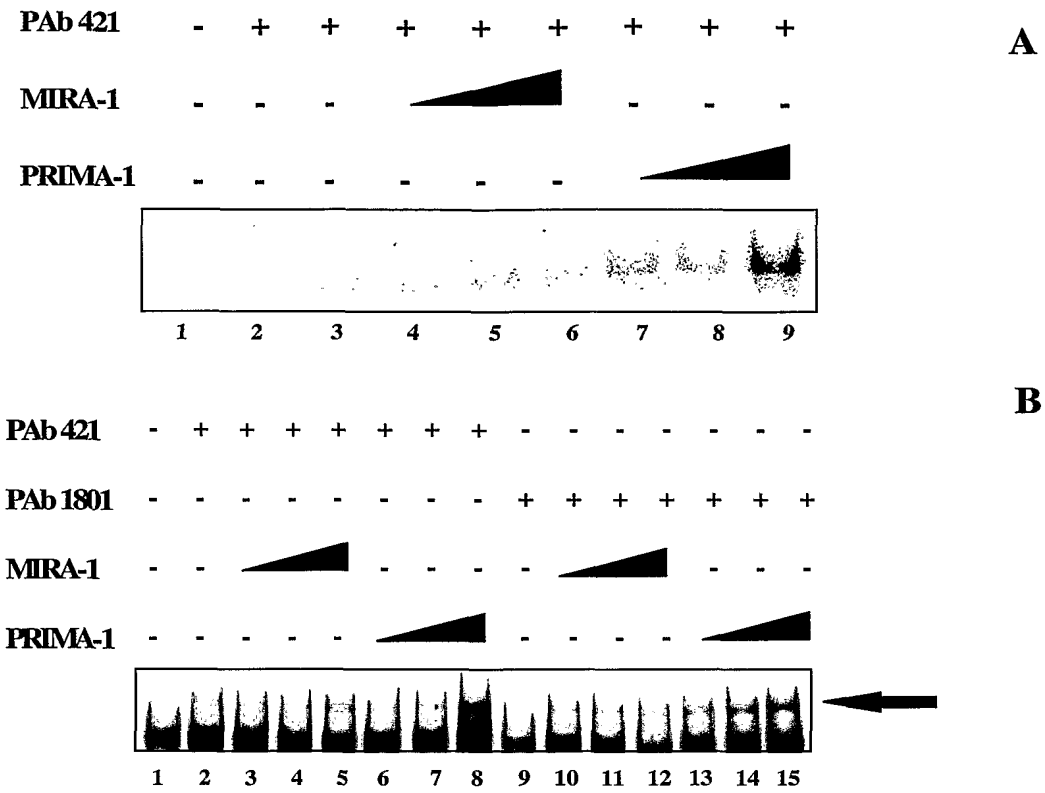 PAb 421 - + + + + + + + +
A
MIRA-1 - - - - - -
PRIMA-1 - - - - - -
1 2 3 4 5 6 7 8 9
B
PAb 421 - + + + + + + + - - - - - - -
PAb 1801 - - - - - - - - + + + + + + +
MIRA-1 - - - - - - - - -
PRIMA-1 - - - - - - - - -
1 2 3 4 5 6 7 8 9 10 11 12 13 14 15